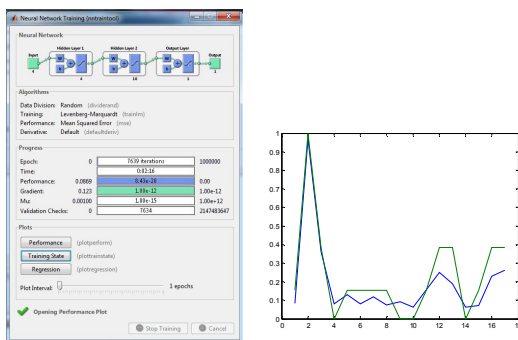 Neural Network Training (nntraintool)
Neural Network
Hidden Layer 1 Hidden Layer 2 Output Layer
Input Output
W W W
b b b
4 4 10 1 1
Algorithms
Data Division: Random (dividerand)
Training: Levenberg-Marquardt (trainlm)
Performance: Mean Squared Error (mse)
Derivative: Default (defaultderiv)
Progress
Epoch: 0 7639 iterations 1000000
Time: 0:02:16
Performance: 0.0869 8.43e-28 0.00
Gradient: 0.123 1.00e-12 1.00e-12
Mu: 0.00100 1.00e-15 1.00e+12
Validation Checks: 0 7634 2147483647
Plots
Performance (plotperform)
Training State (plottrainstate)
Regression (plotregression)
Plot Interval: 1 epochs
Opening Performance Plot
Stop Training Cancel
1
0.9
0.8
0.7
0.6
0.5
0.4
0.3
0.2
0.1
0
0 2 4 6 8 10 12 14 16